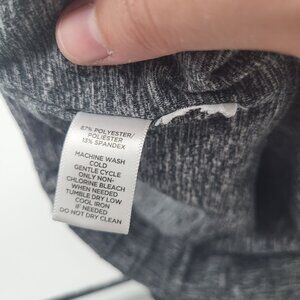 87% POLYESTER/
POLIÉSTER
13% SPANDEX
MACHINE WASH
COLD
GENTLE CYCLE
ONLY NON-
CHLORINE BLEACH
WHEN NEEDED
TUMBLE DRY LOW
COOL IRON
IF NEEDED
DO NOT DRY CLEAN